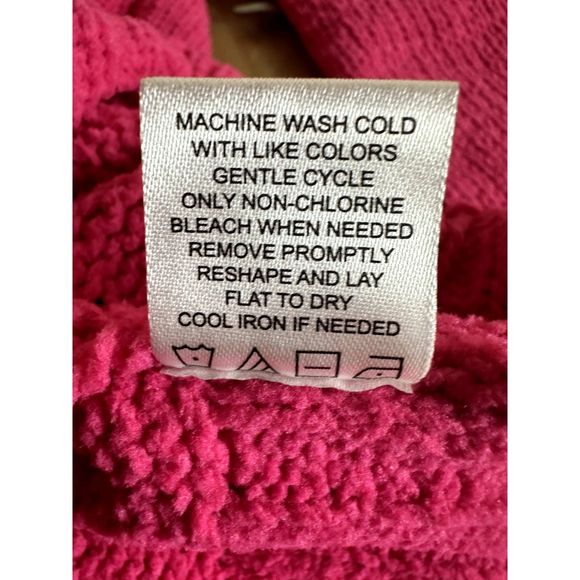 MACHINE WASH COLD
WITH LIKE COLORS
GENTLE CYCLE
ONLY NON-CHLORINE
BLEACH WHEN NEEDED
REMOVE PROMPTLY
RESHAPE AND LAY
FLAT TO DRY
COOL IRON IF NEEDED